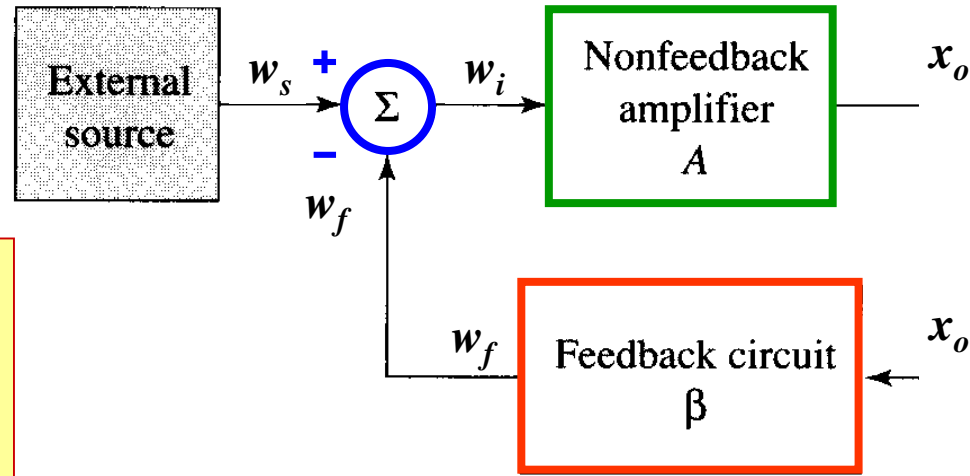 External
source
w_s
+
−
Σ
w_i
Nonfeedback
amplifier
A
x_o
w_f
w_f
Feedback circuit
β
x_o